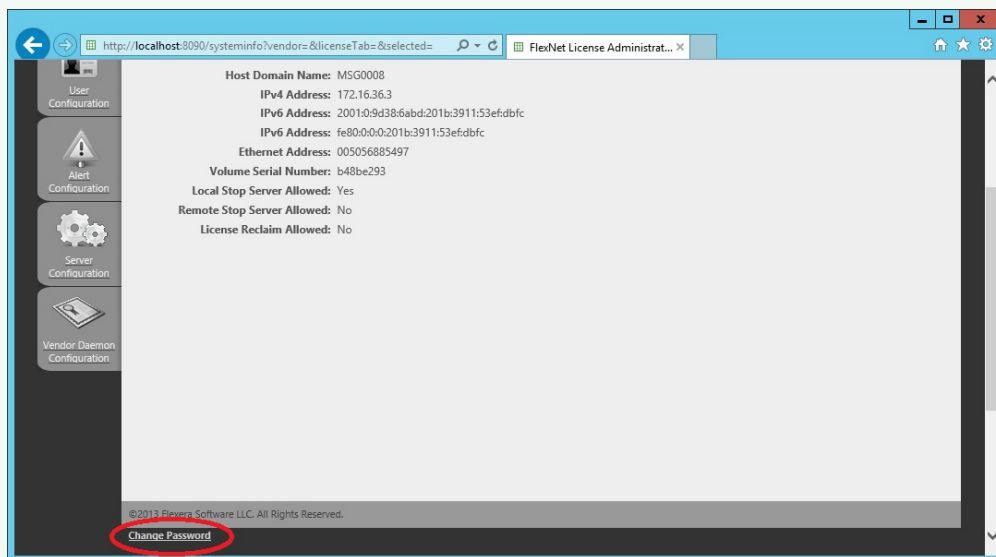 http://localhost:8090/systeminfo?vendor=&licenseTab=&selected=
FlexNet License Administrat...
User
Configuration
Alert
Configuration
Server
Configuration
Vendor Daemon
Configuration
Host Domain Name: MSG0008
IPv4 Address: 172.16.36.3
IPv6 Address: 2001:0:9d38:6abd:201b:3911:53ef:dbfc
IPv6 Address: fe80:0:0:0:201b:3911:53ef:dbfc
Ethernet Address: 005056885497
Volume Serial Number: b48be293
Local Stop Server Allowed: Yes
Remote Stop Server Allowed: No
License Reclaim Allowed: No
©2013 Flexera Software LLC. All Rights Reserved.
Change Password